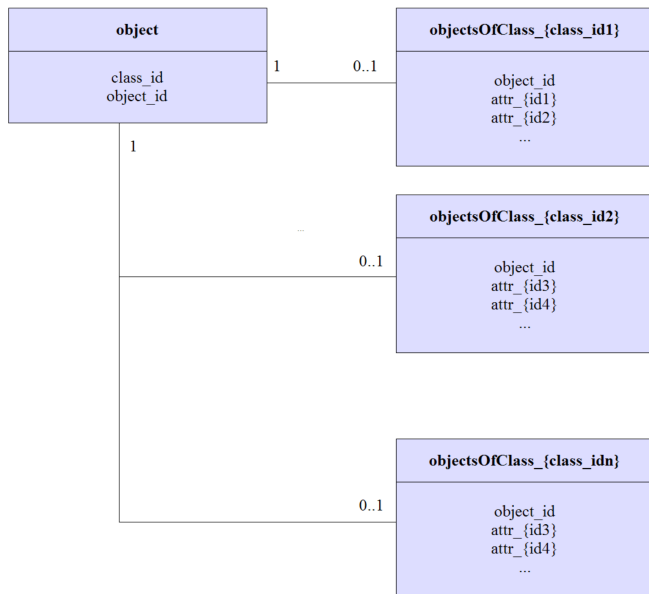 object
class_id
object_id
1
0..1
objectsOfClass_{class_id1}
object_id
attr_{id1}
attr_{id2}
...
1
...
0..1
objectsOfClass_{class_id2}
object_id
attr_{id3}
attr_{id4}
...
0..1
objectsOfClass_{class_idn}
object_id
attr_{id3}
attr_{id4}
...